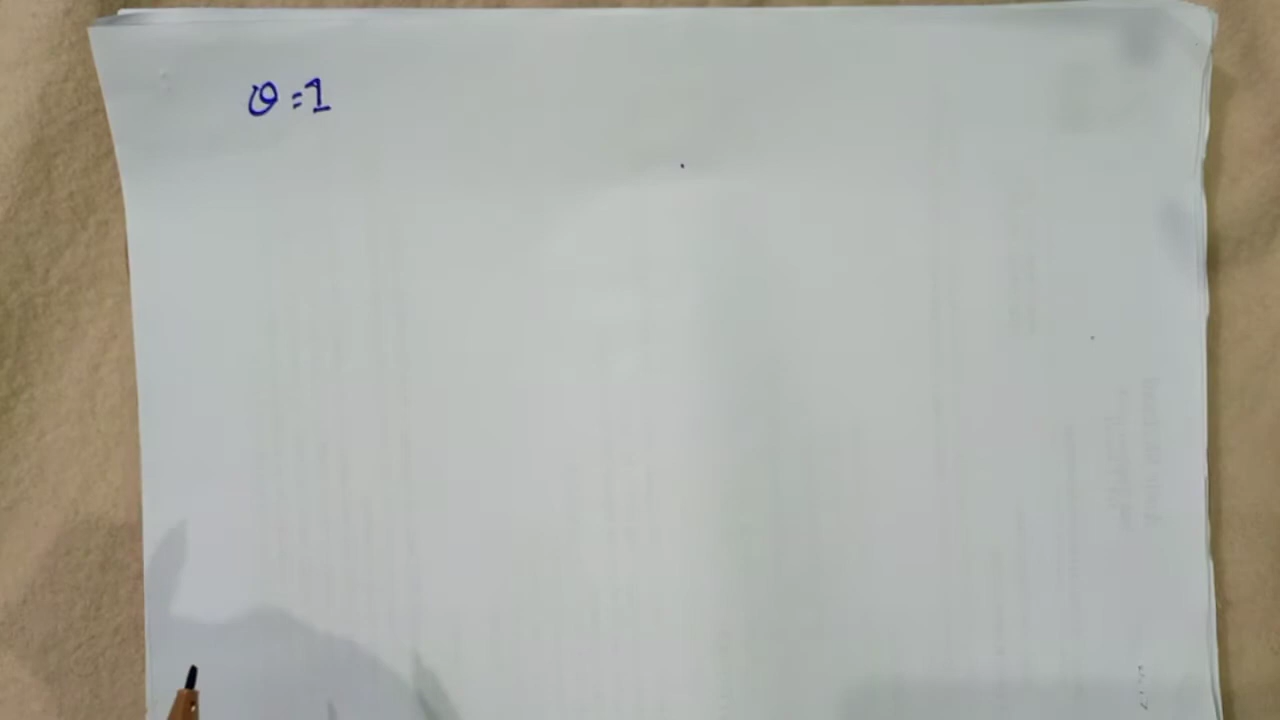 θ = 1